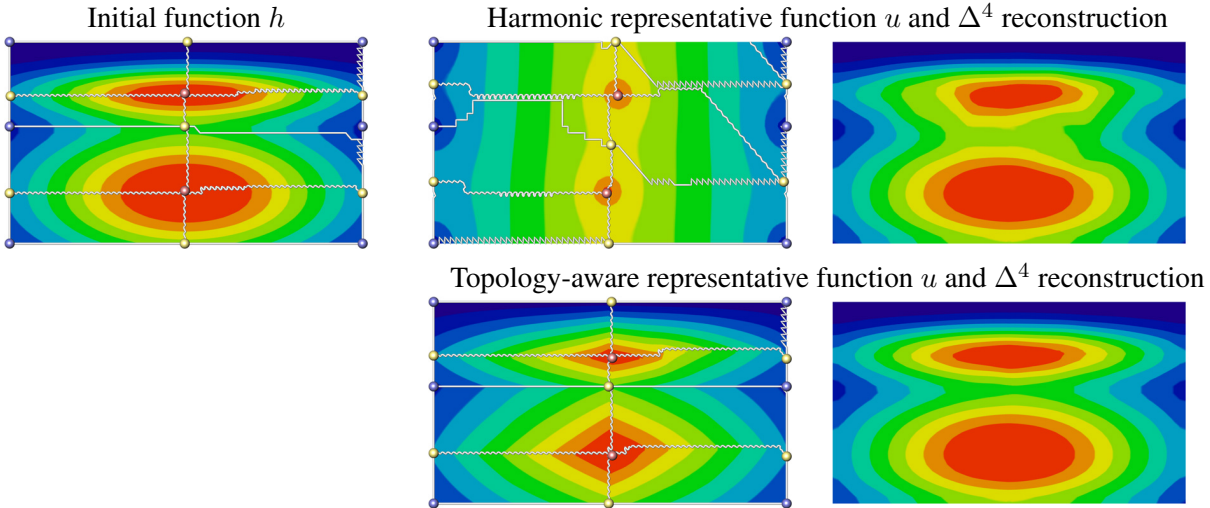 Initial function h
Harmonic representative function u and Δ⁴ reconstruction
Topology-aware representative function u and Δ⁴ reconstruction